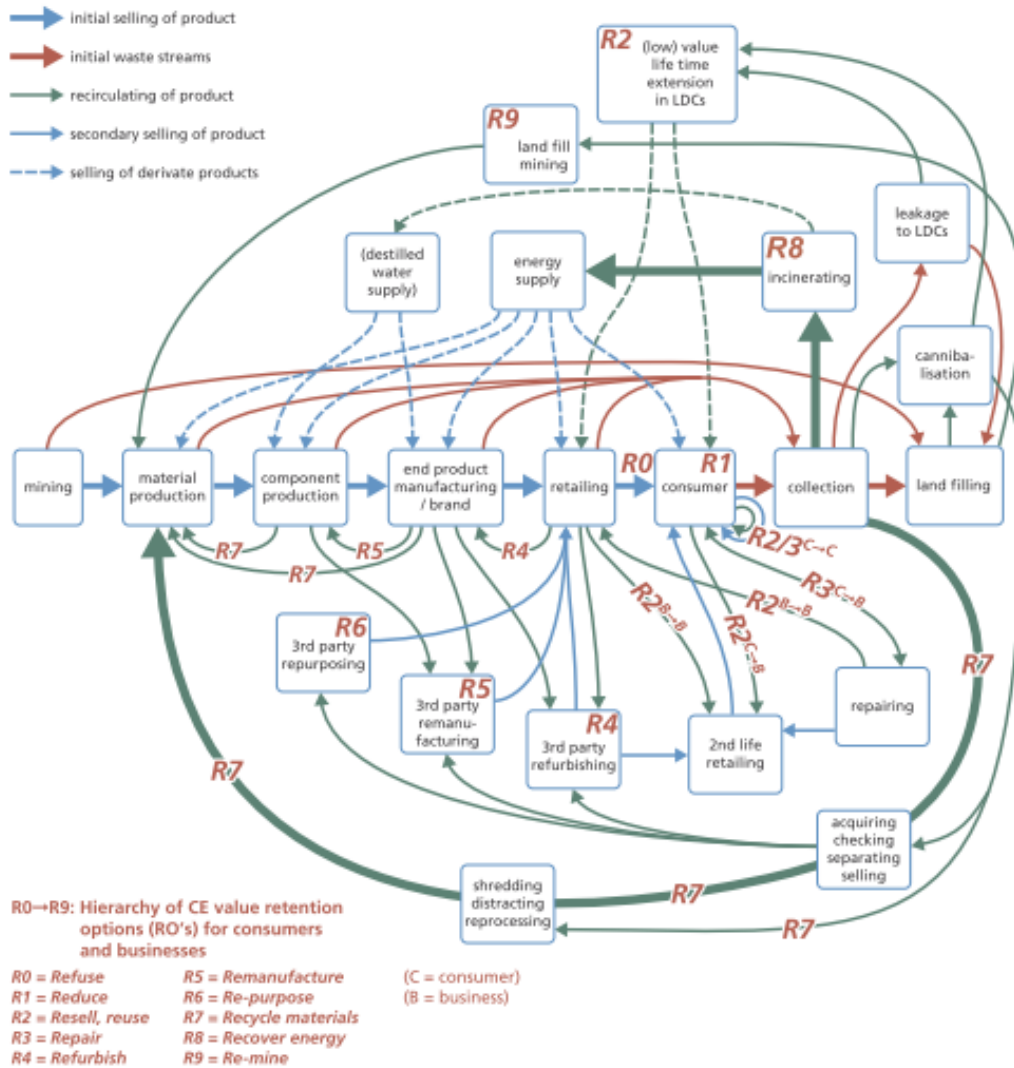 initial selling of product
initial waste streams
recirculating of product
secondary selling of product
selling of derivate products
R2
(low) value
life time
extension
in LDCs
R9
land fill
mining
leakage
to LDCs
(destilled
water
supply)
energy
supply
R8
incinerating
canniba-
lisation
mining
material
production
component
production
end product
manufacturing
/ brand
retailing
R0
R1
consumer
collection
land filling
R7
R5
R7
R4
R2/3C→C
R3C→B
R2B→B
R2B→B
R2C→B
R6
3rd party
repurposing
R5
3rd party
remanu-
facturing
R4
3rd party
refurbishing
2nd life
retailing
repairing
R7
R7
acquiring
checking
separating
selling
shredding
distracting
reprocessing
R7
R7
R0→R9: Hierarchy of CE value retention
options (RO's) for consumers
and businesses
R0 = Refuse
R1 = Reduce
R2 = Resell, reuse
R3 = Repair
R4 = Refurbish
R5 = Remanufacture
R6 = Re-purpose
R7 = Recycle materials
R8 = Recover energy
R9 = Re-mine
(C = consumer)
(B = business)